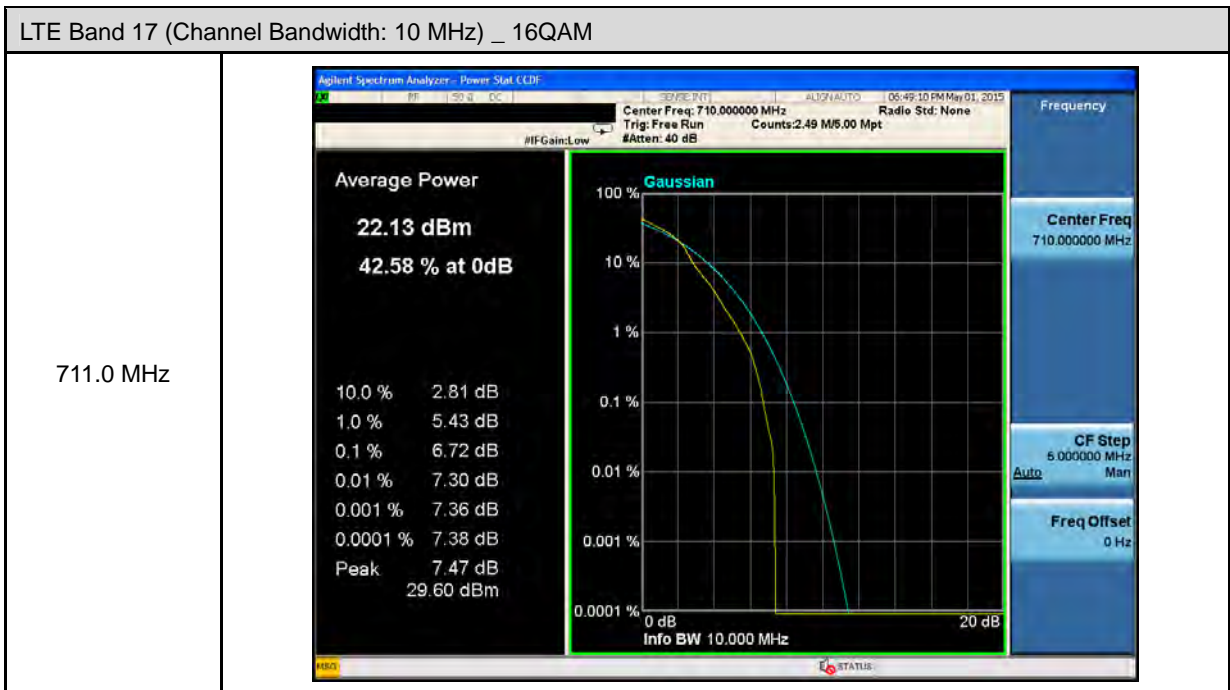 LTE Band 17 (Channel Bandwidth: 10 MHz) _ 16QAM
711.0 MHz
Agilent Spectrum Analyzer - Power Stat CCDF
RF 50 Ω DC SENSE:INT ALIGN AUTO 06:49:10 PM May 01, 2015
Center Freq: 710.000000 MHz Radio Std: None
Trig: Free Run Counts:2.49 M/5.00 Mpt
#IFGain:Low #Atten: 40 dB
Average Power
22.13 dBm
42.58 % at 0dB
10.0 % 2.81 dB
1.0 % 5.43 dB
0.1 % 6.72 dB
0.01 % 7.30 dB
0.001 % 7.36 dB
0.0001 % 7.38 dB
Peak 7.47 dB
29.60 dBm
Gaussian
100 %
10 %
1 %
0.1 %
0.01 %
0.001 %
0.0001 %
0 dB 20 dB
Info BW 10.000 MHz
Frequency
Center Freq
710.000000 MHz
CF Step
5.000000 MHz
Auto Man
Freq Offset
0 Hz
MSG STATUS